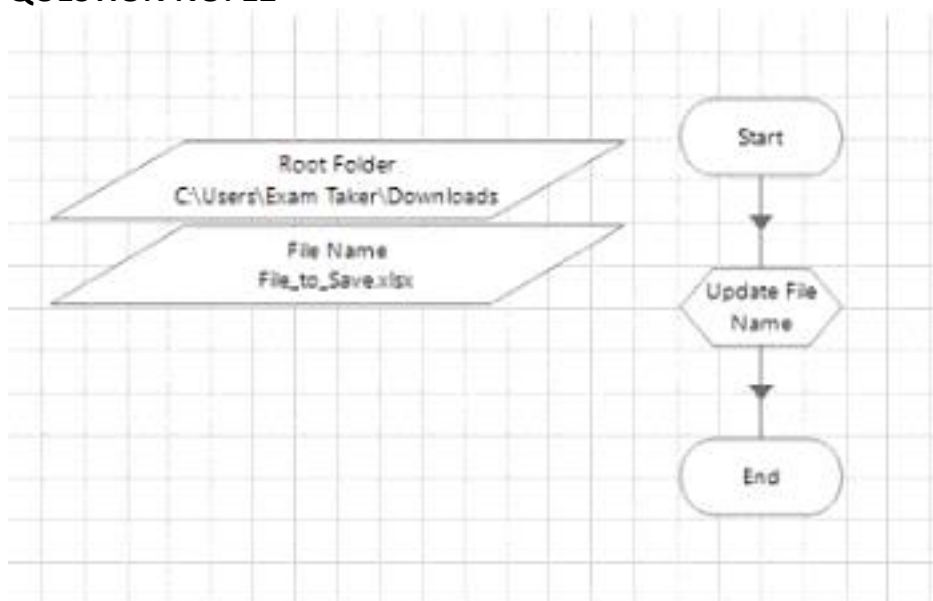 Root Folder
C:\Users\Exam Taker\Downloads
File Name
File_to_Save.xlsx
Start
Update File
Name
End